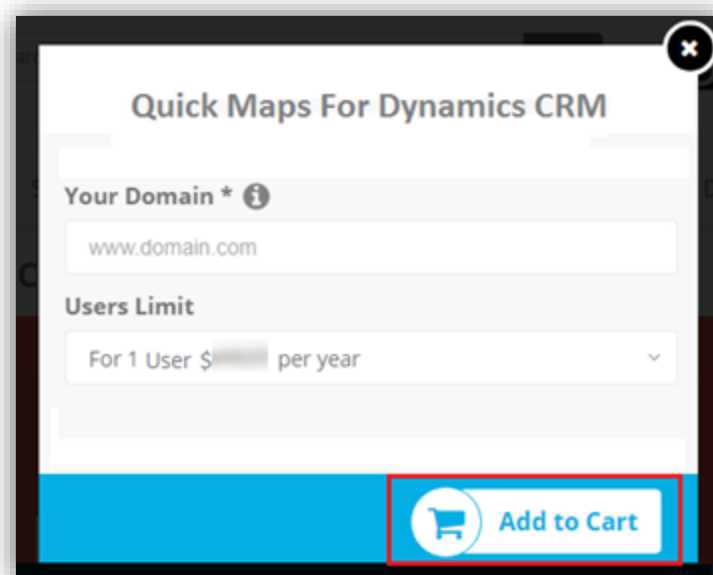 Quick Maps For Dynamics CRM
Your Domain *
www.domain.com
Users Limit
For 1 User $ per year
Add to Cart